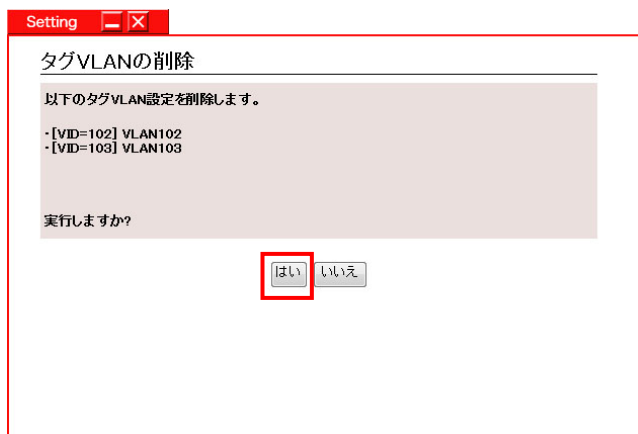 Setting
タグVLANの削除
以下のタグVLAN設定を削除します。
・[VID=102] VLAN102
・[VID=103] VLAN103
実行しますか?
はい いいえ